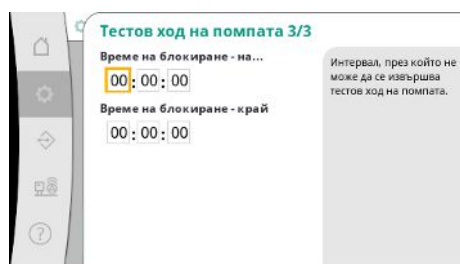 Тестов ход на помпата 3/3
Време на блокиране - на...
00 : 00 : 00
Време на блокиране - край
00 : 00 : 00
Интервал, през който не
може да се извършва
тестов ход на помпата.